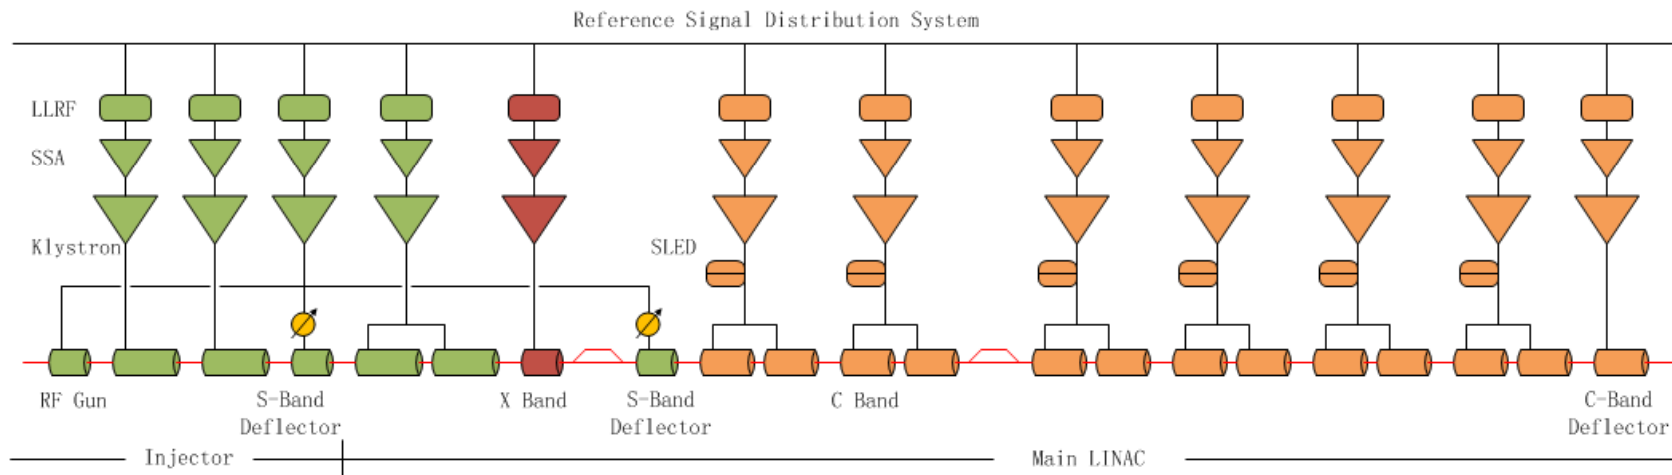 Reference Signal Distribution System
LLRF
SSA
Klystron
SLED
RF Gun
S-Band
Deflector
X Band
S-Band
Deflector
C Band
C-Band
Deflector
Injector
Main LINAC